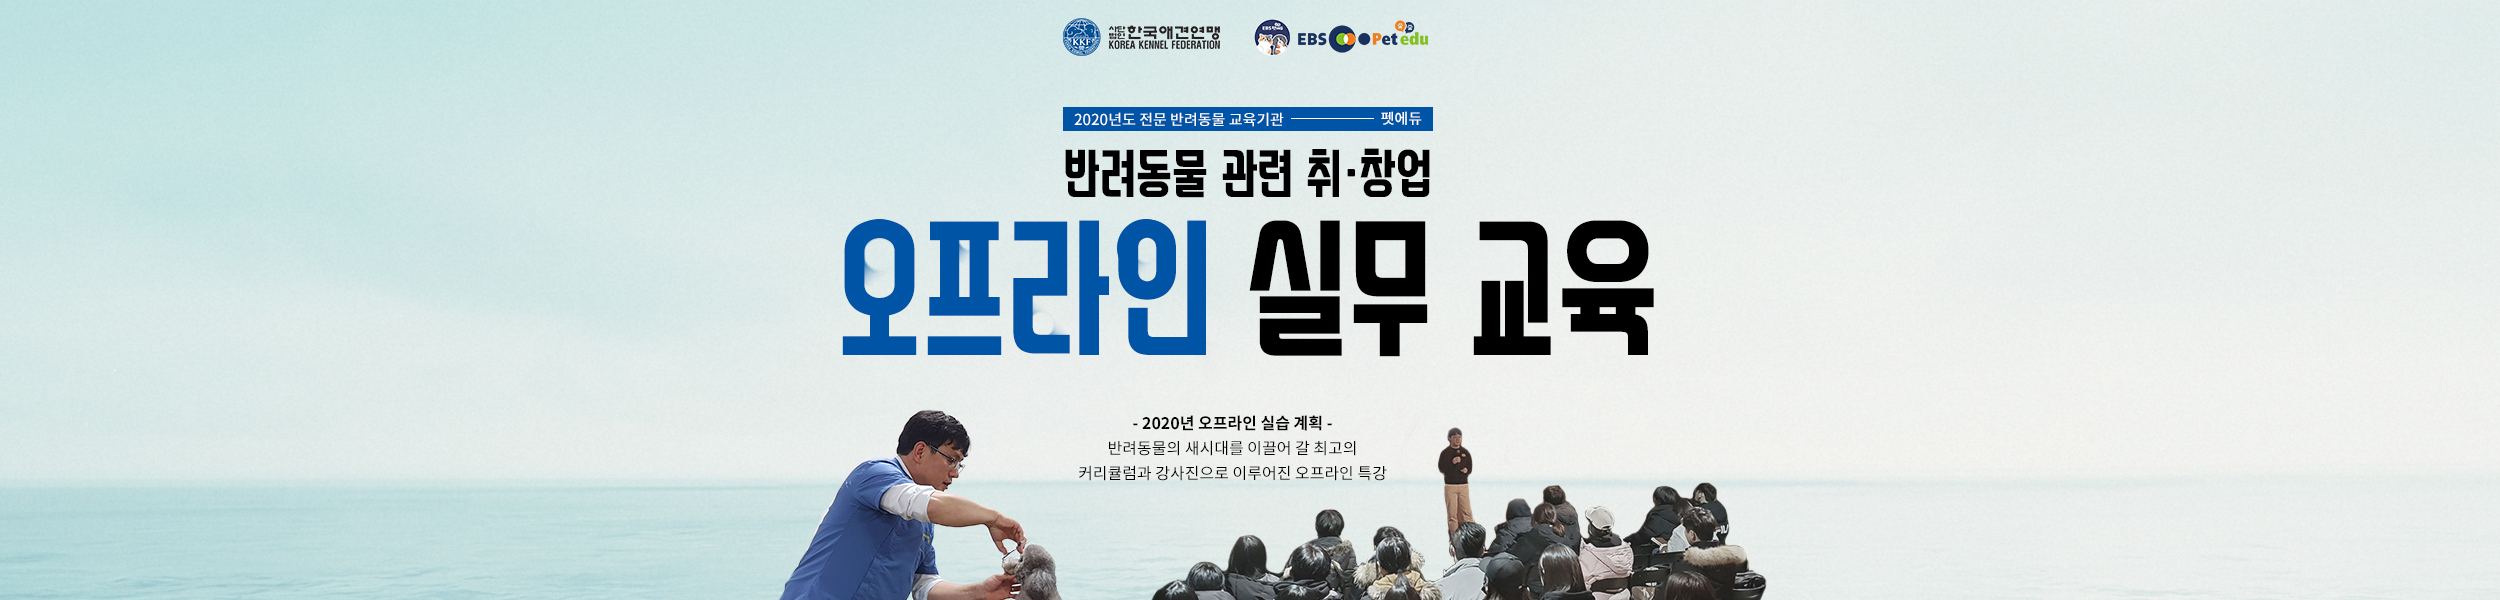 사단법인 한국애견연맹
KKF
KOREA KENNEL FEDERATION
EBS Pet edu
2020년도 전문 반려동물 교육기관 펫에듀
반려동물 관련 취·창업
오프라인 실무 교육
- 2020년 오프라인 실습 계획 -
반려동물의 새시대를 이끌어 갈 최고의
커리큘럼과 강사진으로 이루어진 오프라인 특강